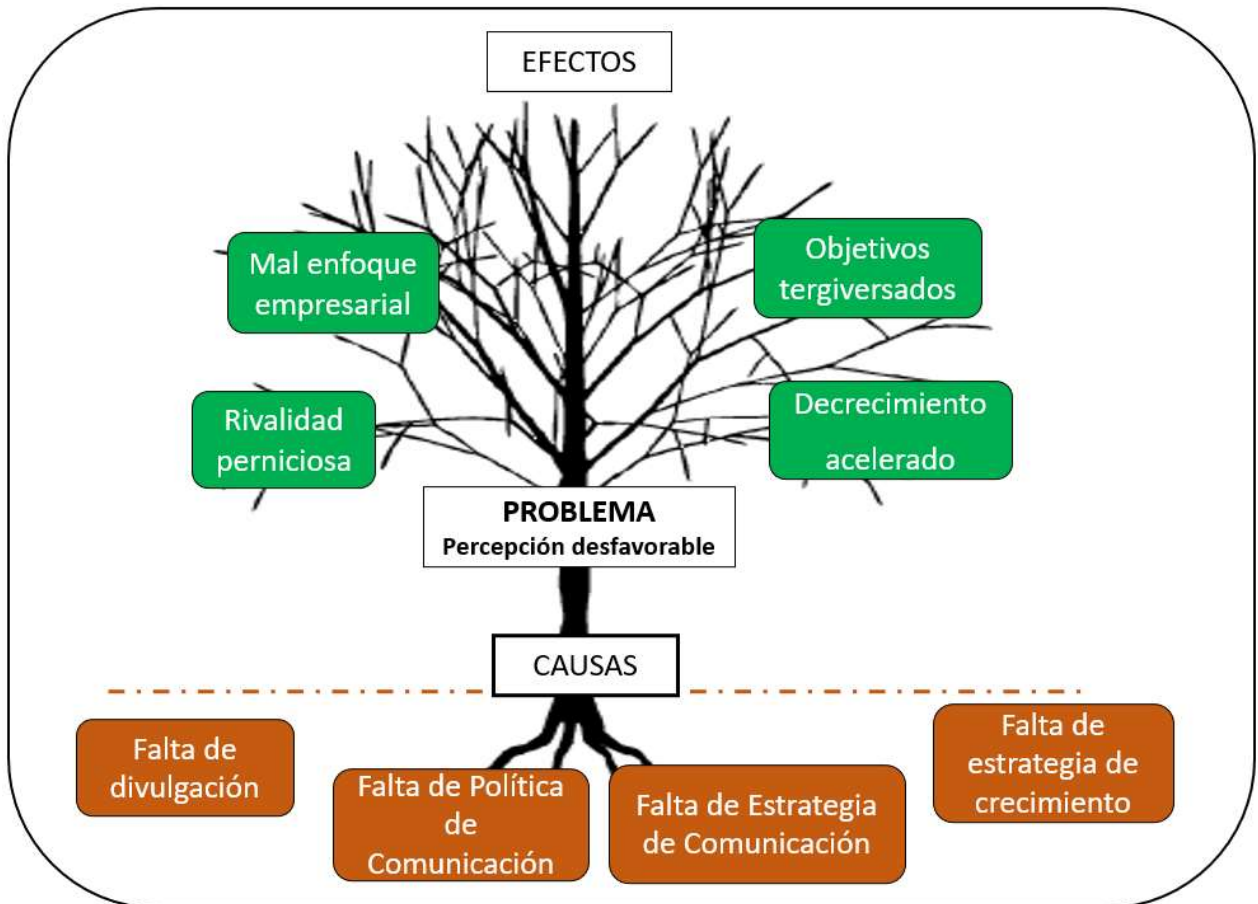 EFECTOS
Mal enfoque
empresarial
Objetivos
tergiversados
Rivalidad
perniciosa
Decrecimiento
acelerado
PROBLEMA
Percepción desfavorable
CAUSAS
Falta de
divulgación
Falta de Política
de
Comunicación
Falta de Estrategia
de Comunicación
Falta de
estrategia de
crecimiento